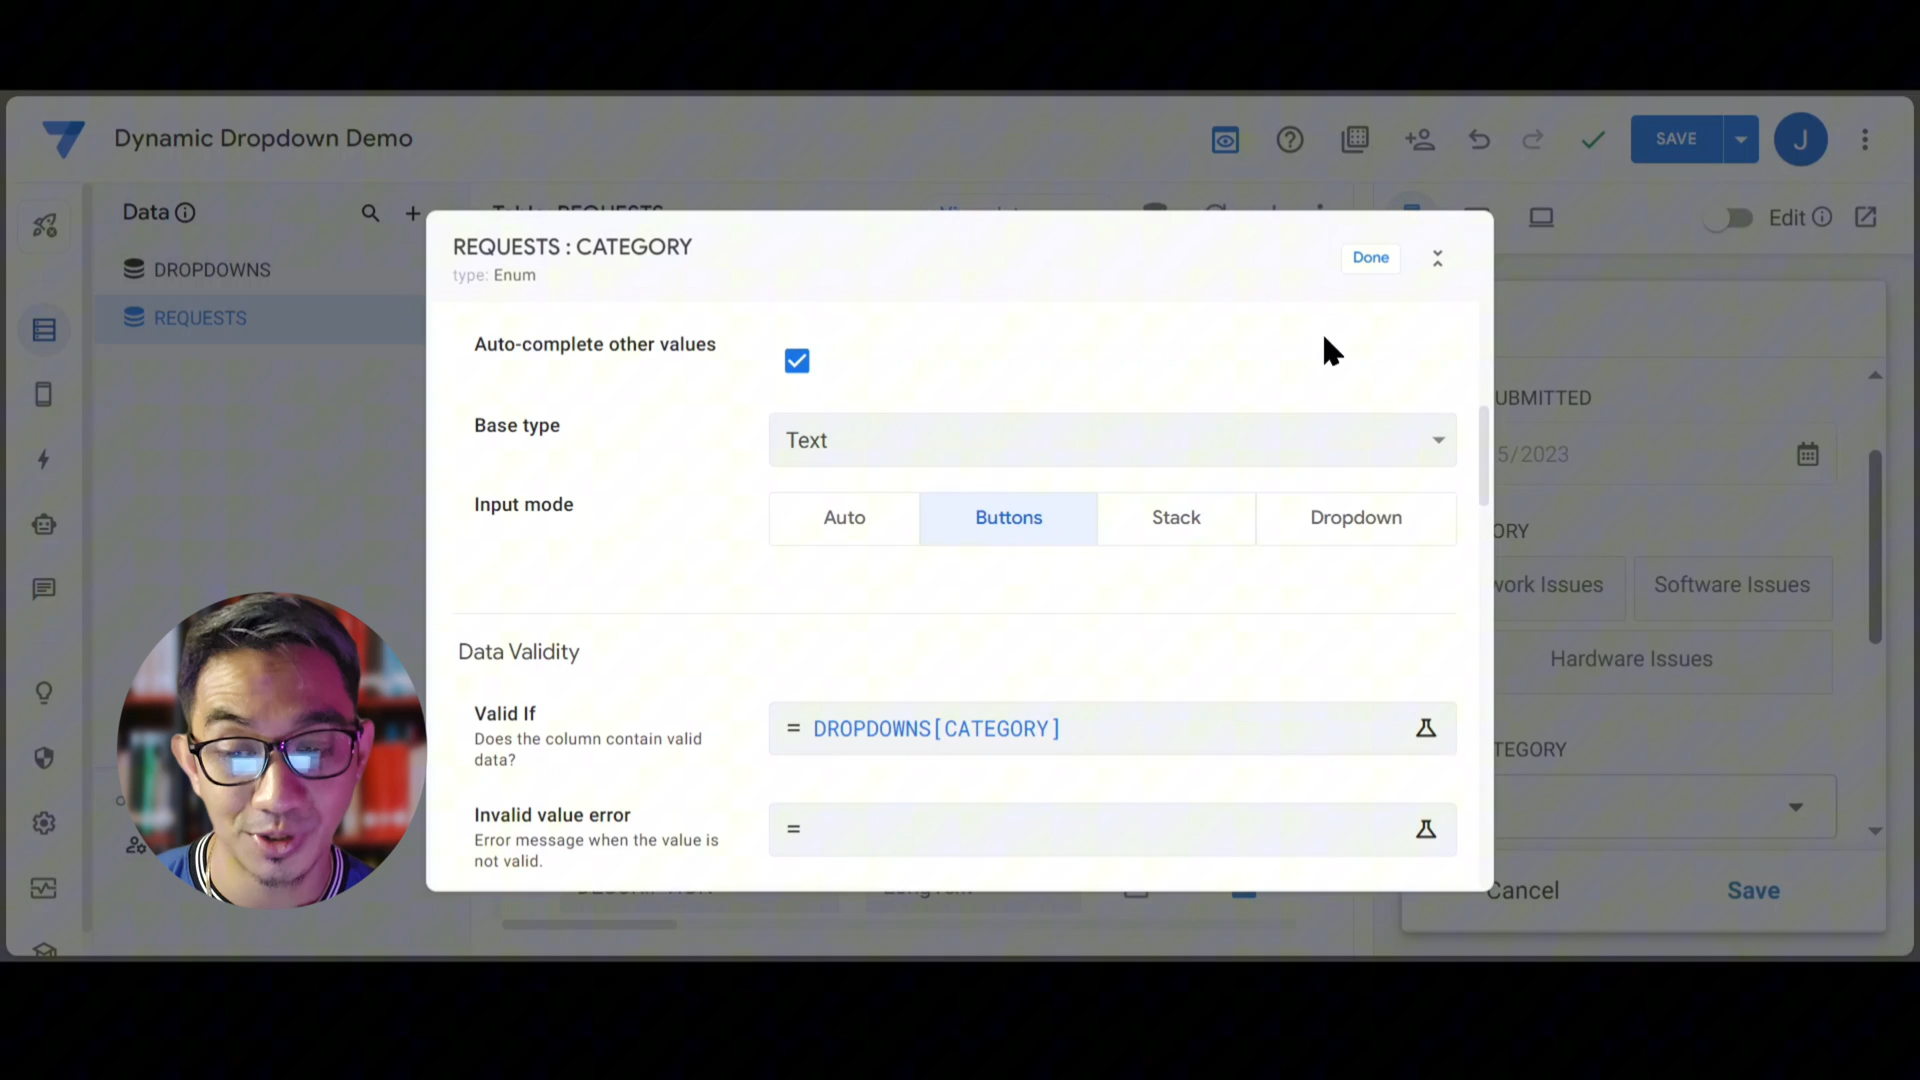 Dynamic Dropdown Demo
SAVE
J
Data
DROPDOWNS
REQUESTS
Edit
REQUESTS : CATEGORY
type: Enum
Done
Auto-complete other values
Base type
Text
Input mode
Auto
Buttons
Stack
Dropdown
Data Validity
Valid If
Does the column contain valid
data?
= DROPDOWNS[CATEGORY]
Invalid value error
Error message when the value is
not valid.
=
UBMITTED
5/2023
ORY
work Issues
Software Issues
Hardware Issues
TEGORY
Cancel
Save